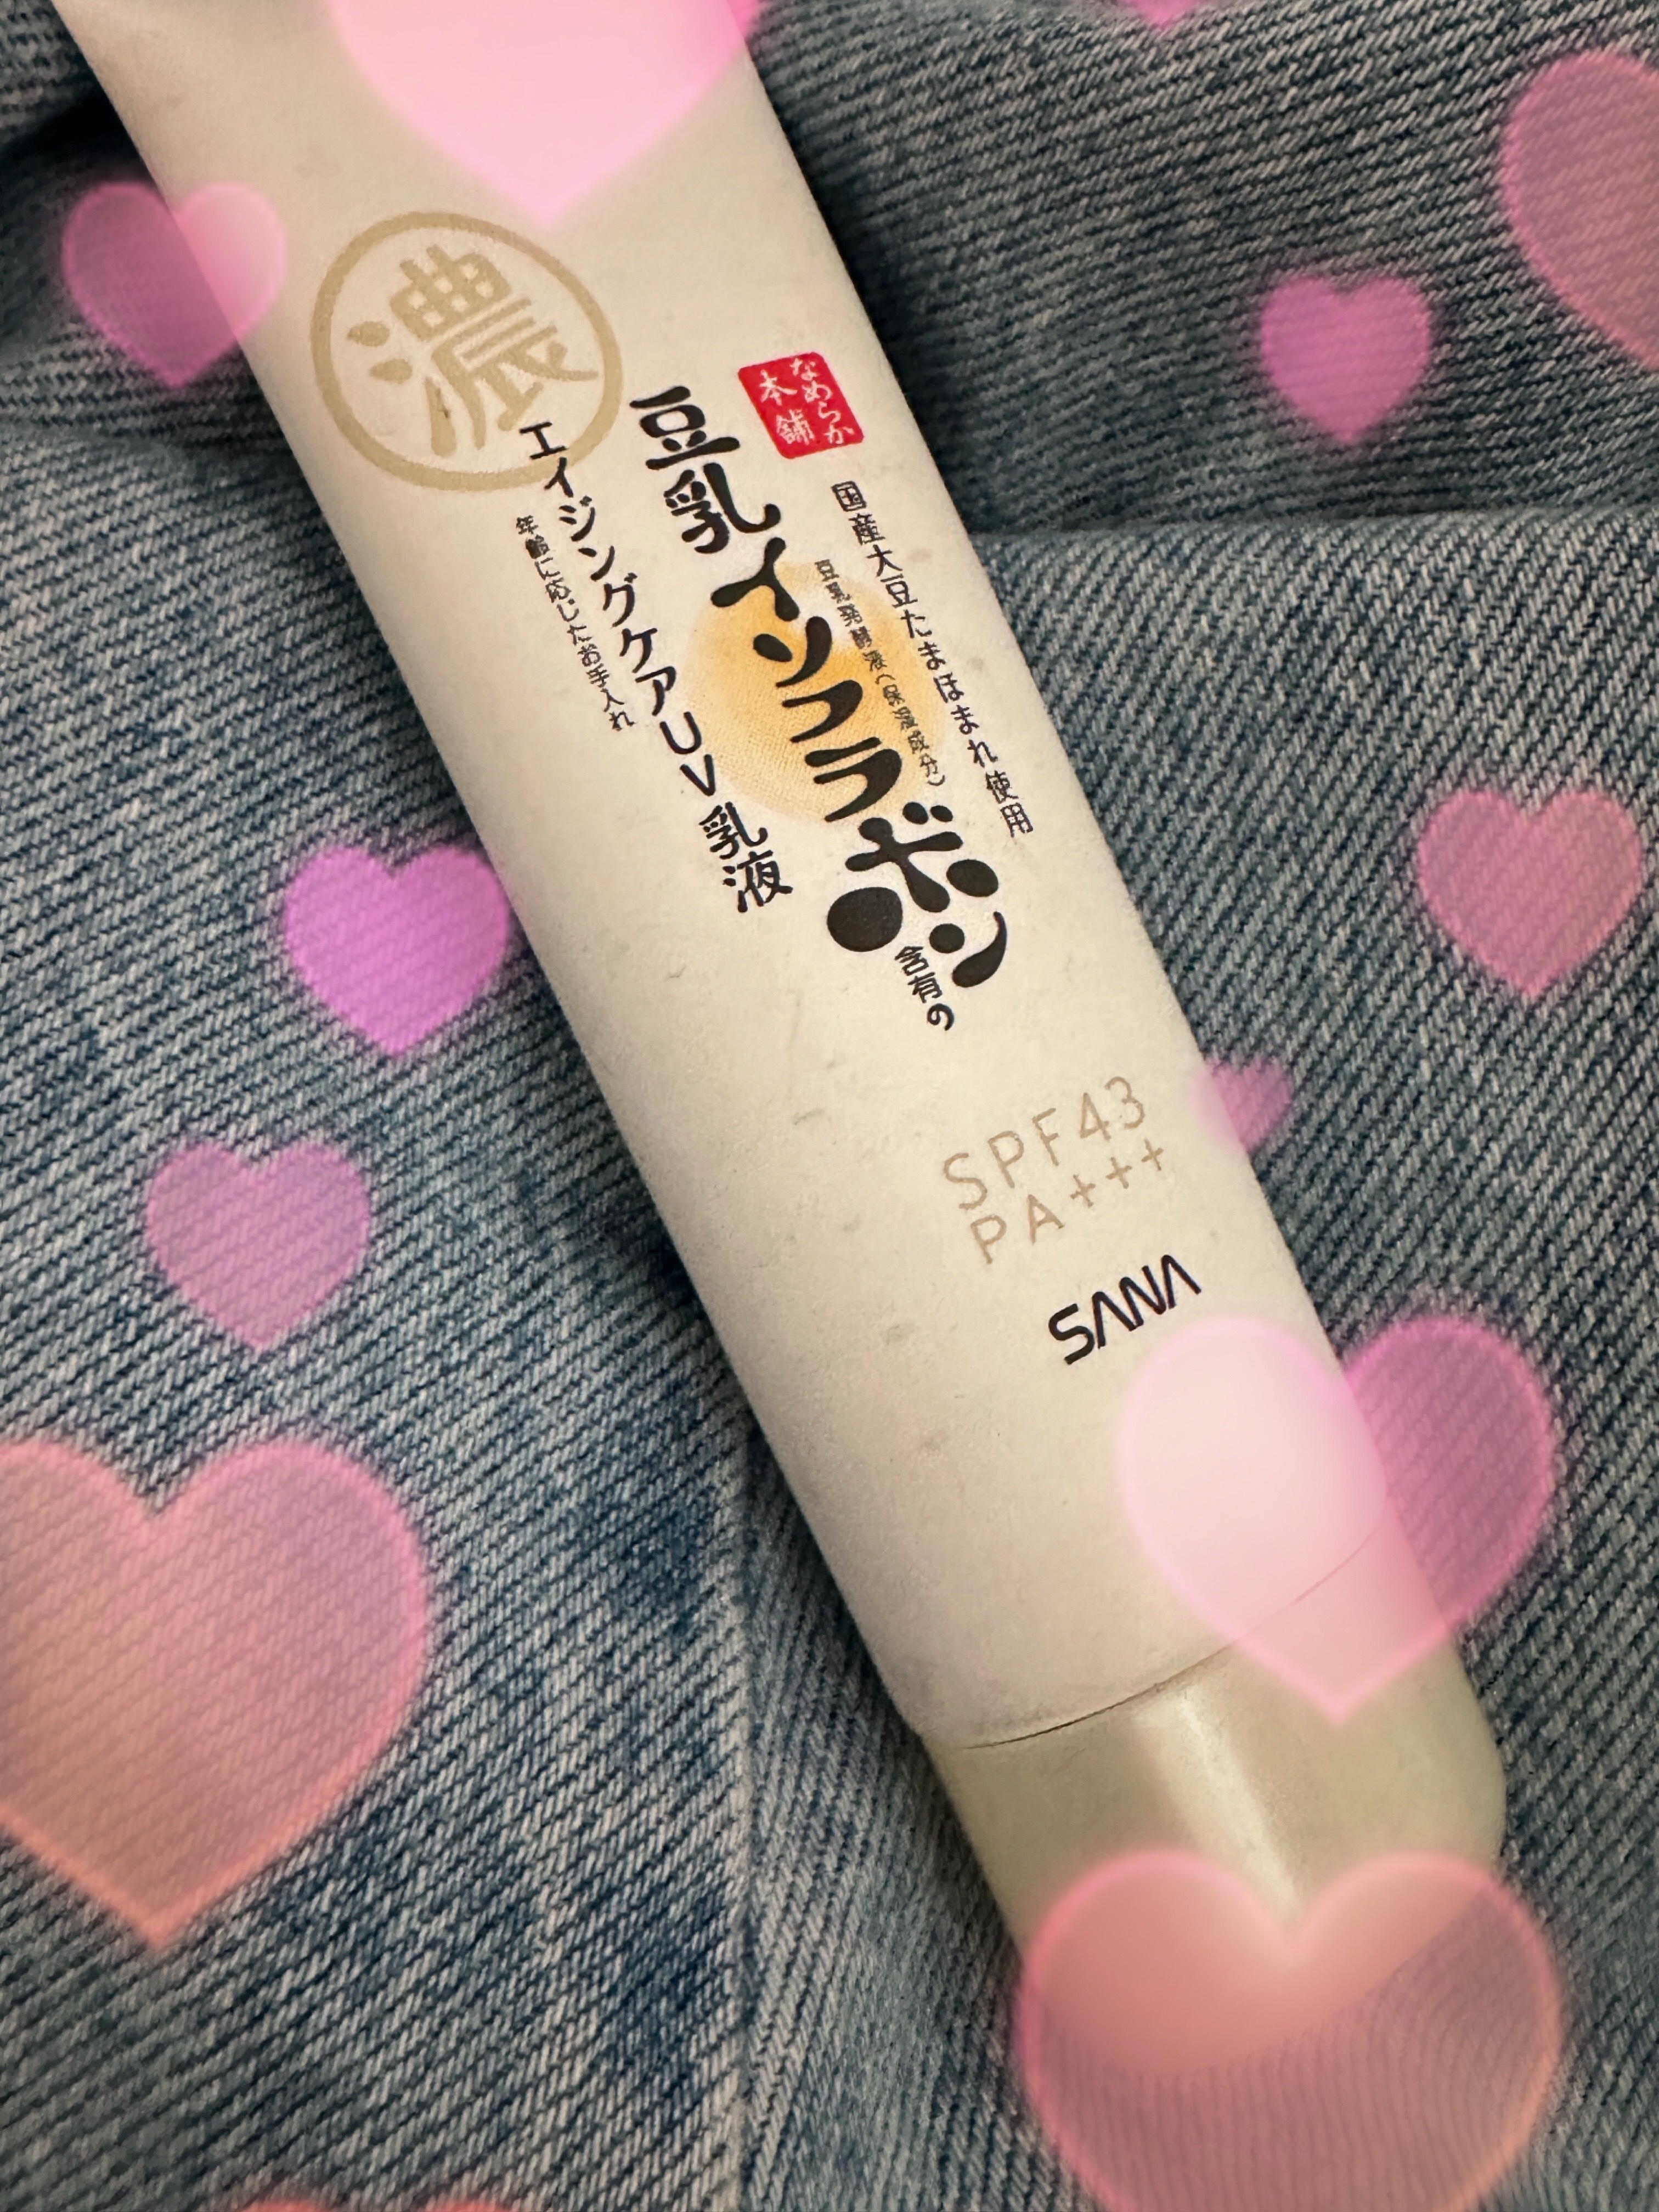 濃
なめらか
本舗
国産大豆たまほまれ使用
豆乳発酵液(保湿成分)
豆乳イソフラボン
含有の
エイジングケアUV乳液
年齢に応じたお手入れ
SPF43
PA+++
SANA